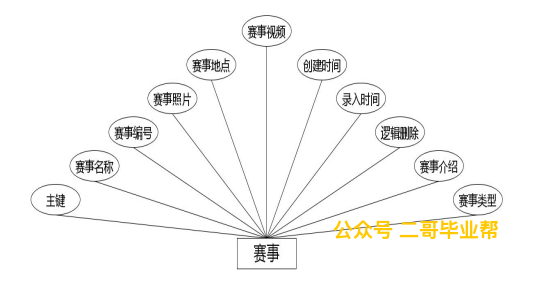 赛事视频
赛事地点
创建时间
赛事照片
录入时间
赛事编号
逻辑删除
赛事名称
赛事介绍
主键
赛事类型
公众号 二哥毕业帮
赛事